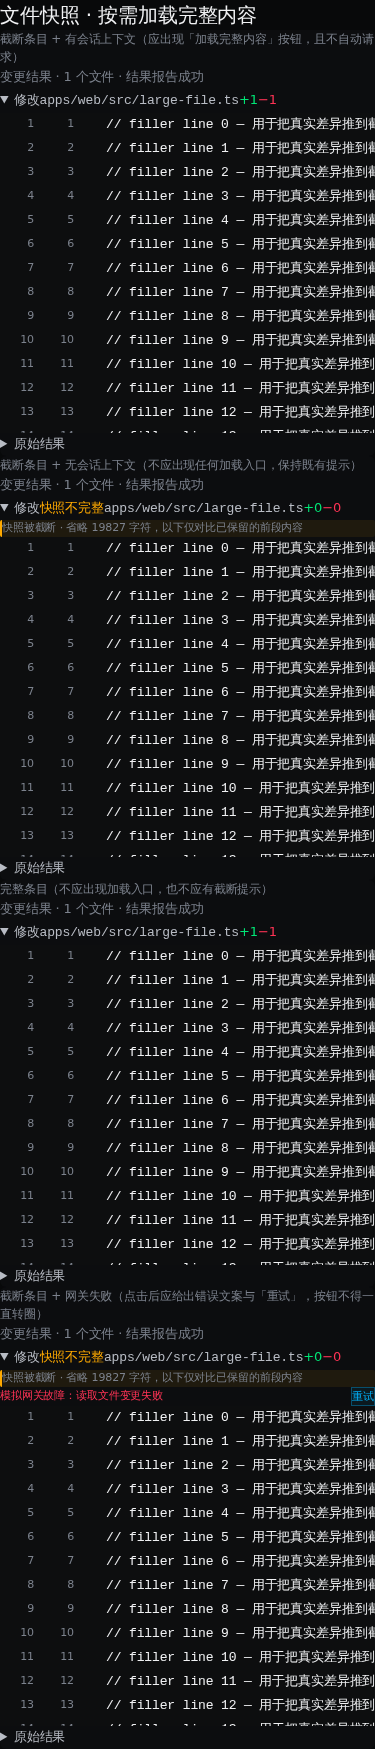 文件快照 · 按需加载完整内容
截断条目 + 有会话上下文（应出现「加载完整内容」按钮，且不自动请
求）
变更结果 · 1 个文件 · 结果报告成功
▼ 修改apps/web/src/large-file.ts+1−1
1 1 // filler line 0 — 用于把真实差异推到
2 2 // filler line 1 — 用于把真实差异推到
3 3 // filler line 2 — 用于把真实差异推到
4 4 // filler line 3 — 用于把真实差异推到
5 5 // filler line 4 — 用于把真实差异推到
6 6 // filler line 5 — 用于把真实差异推到
7 7 // filler line 6 — 用于把真实差异推到
8 8 // filler line 7 — 用于把真实差异推到
9 9 // filler line 8 — 用于把真实差异推到
10 10 // filler line 9 — 用于把真实差异推到
11 11 // filler line 10 — 用于把真实差异推到
12 12 // filler line 11 — 用于把真实差异推到
13 13 // filler line 12 — 用于把真实差异推到
▶ 原始结果
截断条目 + 无会话上下文（不应出现任何加载入口，保持既有提示）
变更结果 · 1 个文件 · 结果报告成功
▼ 修改快照不完整apps/web/src/large-file.ts+0−0
快照被截断 · 省略 19827 字符，以下仅对比已保留的前段内容
1 1 // filler line 0 — 用于把真实差异推到
2 2 // filler line 1 — 用于把真实差异推到
3 3 // filler line 2 — 用于把真实差异推到
4 4 // filler line 3 — 用于把真实差异推到
5 5 // filler line 4 — 用于把真实差异推到
6 6 // filler line 5 — 用于把真实差异推到
7 7 // filler line 6 — 用于把真实差异推到
8 8 // filler line 7 — 用于把真实差异推到
9 9 // filler line 8 — 用于把真实差异推到
10 10 // filler line 9 — 用于把真实差异推到
11 11 // filler line 10 — 用于把真实差异推到
12 12 // filler line 11 — 用于把真实差异推到
13 13 // filler line 12 — 用于把真实差异推到
▶ 原始结果
完整条目（不应出现加载入口，也不应有截断提示）
变更结果 · 1 个文件 · 结果报告成功
▼ 修改apps/web/src/large-file.ts+1−1
1 1 // filler line 0 — 用于把真实差异推到
2 2 // filler line 1 — 用于把真实差异推到
3 3 // filler line 2 — 用于把真实差异推到
4 4 // filler line 3 — 用于把真实差异推到
5 5 // filler line 4 — 用于把真实差异推到
6 6 // filler line 5 — 用于把真实差异推到
7 7 // filler line 6 — 用于把真实差异推到
8 8 // filler line 7 — 用于把真实差异推到
9 9 // filler line 8 — 用于把真实差异推到
10 10 // filler line 9 — 用于把真实差异推到
11 11 // filler line 10 — 用于把真实差异推到
12 12 // filler line 11 — 用于把真实差异推到
13 13 // filler line 12 — 用于把真实差异推到
▶ 原始结果
截断条目 + 网关失败（点击后应给出错误文案与「重试」，按钮不得一
直转圈）
变更结果 · 1 个文件 · 结果报告成功
▼ 修改快照不完整apps/web/src/large-file.ts+0−0
快照被截断 · 省略 19827 字符，以下仅对比已保留的前段内容
模拟网关故障：读取文件变更失败 重试
1 1 // filler line 0 — 用于把真实差异推到
2 2 // filler line 1 — 用于把真实差异推到
3 3 // filler line 2 — 用于把真实差异推到
4 4 // filler line 3 — 用于把真实差异推到
5 5 // filler line 4 — 用于把真实差异推到
6 6 // filler line 5 — 用于把真实差异推到
7 7 // filler line 6 — 用于把真实差异推到
8 8 // filler line 7 — 用于把真实差异推到
9 9 // filler line 8 — 用于把真实差异推到
10 10 // filler line 9 — 用于把真实差异推到
11 11 // filler line 10 — 用于把真实差异推到
12 12 // filler line 11 — 用于把真实差异推到
13 13 // filler line 12 — 用于把真实差异推到
▶ 原始结果